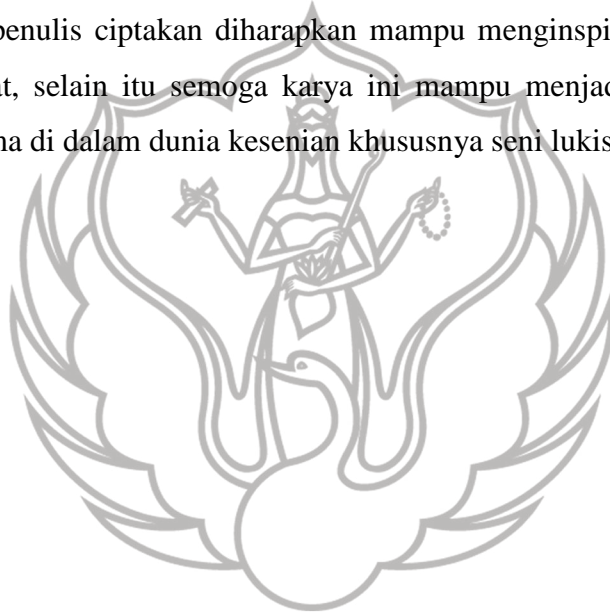 penulis ciptakan diharapkan mampu menginspi
at, selain itu semoga karya ini mampu menjad
na di dalam dunia kesenian khususnya seni lukis